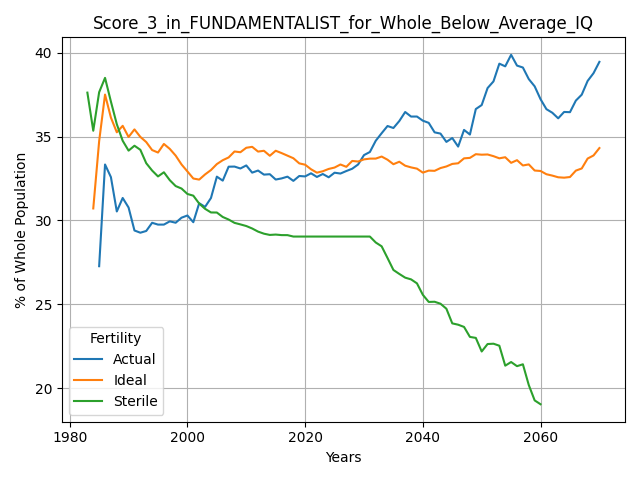 Score_3_in_FUNDAMENTALIST_for_Whole_Below_Average_IQ
% of Whole Population
40
35
30
25
20
Fertility
Actual
Ideal
Sterile
1980 2000 2020 2040 2060
Years